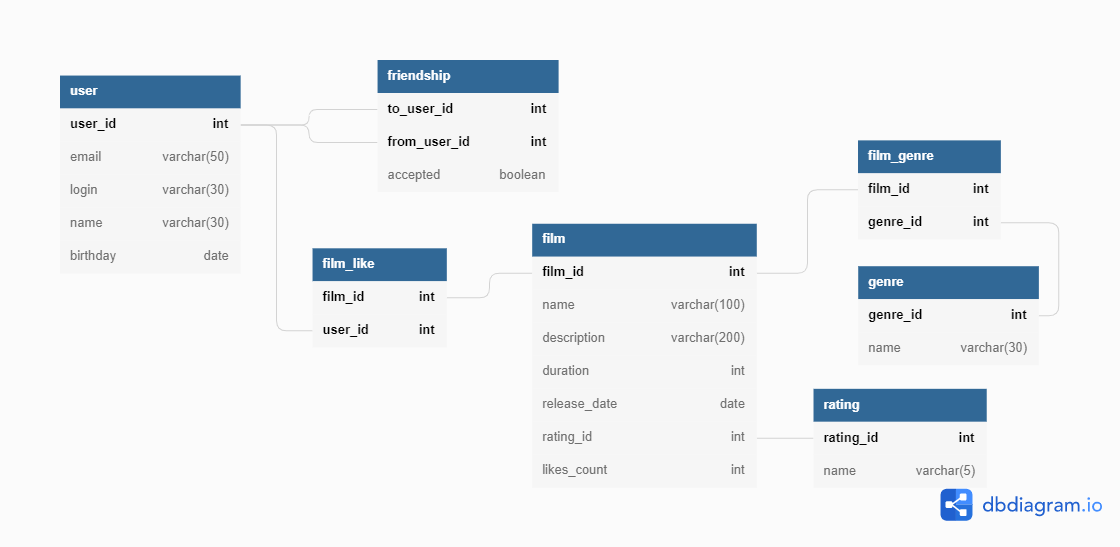 user
user_id int
email varchar(50)
login varchar(30)
name varchar(30)
birthday date
friendship
to_user_id int
from_user_id int
accepted boolean
film_like
film_id int
user_id int
film
film_id int
name varchar(100)
description varchar(200)
duration int
release_date date
rating_id int
likes_count int
film_genre
film_id int
genre_id int
genre
genre_id int
name varchar(30)
rating
rating_id int
name varchar(5)
dbdiagram.io